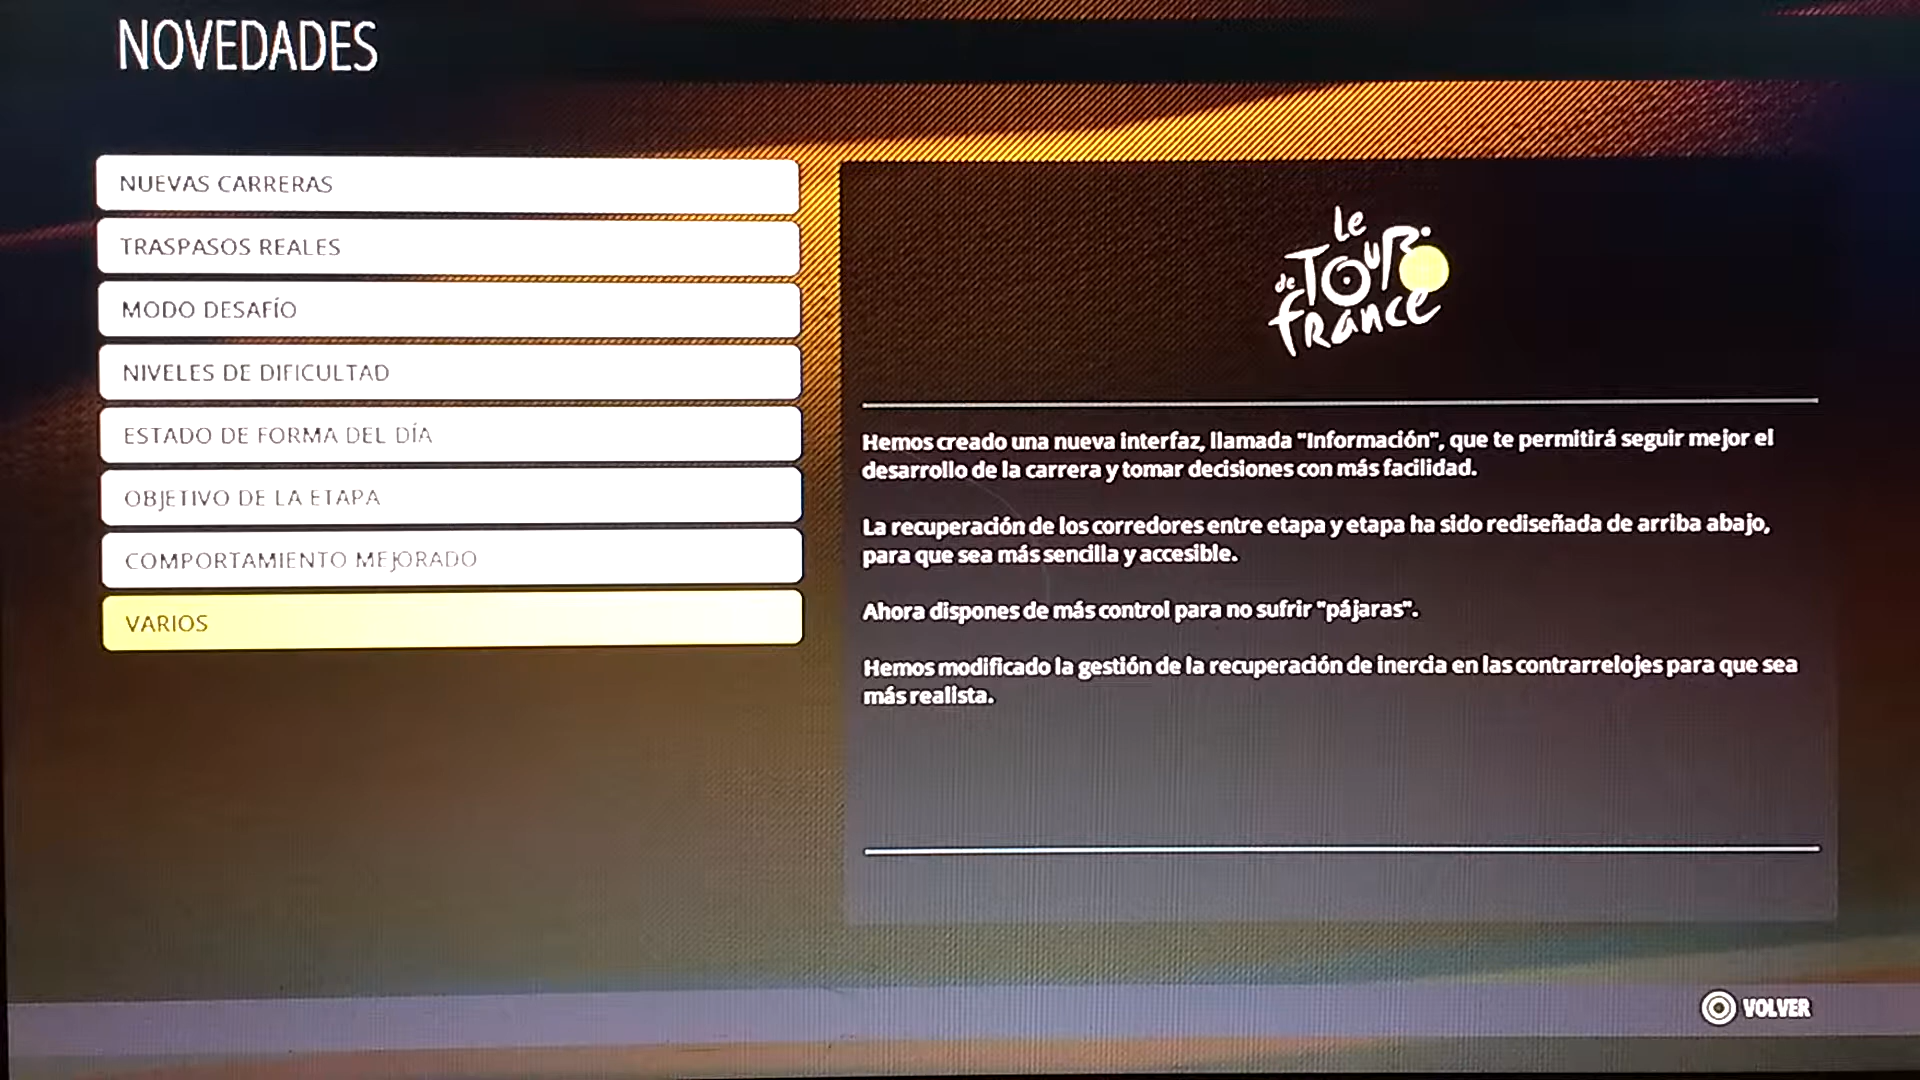 NOVEDADES
NUEVAS CARRERAS
TRASPASOS REALES
MODO DESAFÍO
NIVELES DE DIFICULTAD
ESTADO DE FORMA DEL DÍA
OBJETIVO DE LA ETAPA
COMPORTAMIENTO MEJORADO
VARIOS
le
de TOUR
france
Hemos creado una nueva interfaz, llamada "Información", que te permitirá seguir mejor el
desarrollo de la carrera y tomar decisiones con más facilidad.
La recuperación de los corredores entre etapa y etapa ha sido rediseñada de arriba abajo,
para que sea más sencilla y accesible.
Ahora dispones de más control para no sufrir "pájaras".
Hemos modificado la gestión de la recuperación de inercia en las contrarrelojes para que sea
más realista.
VOLVER